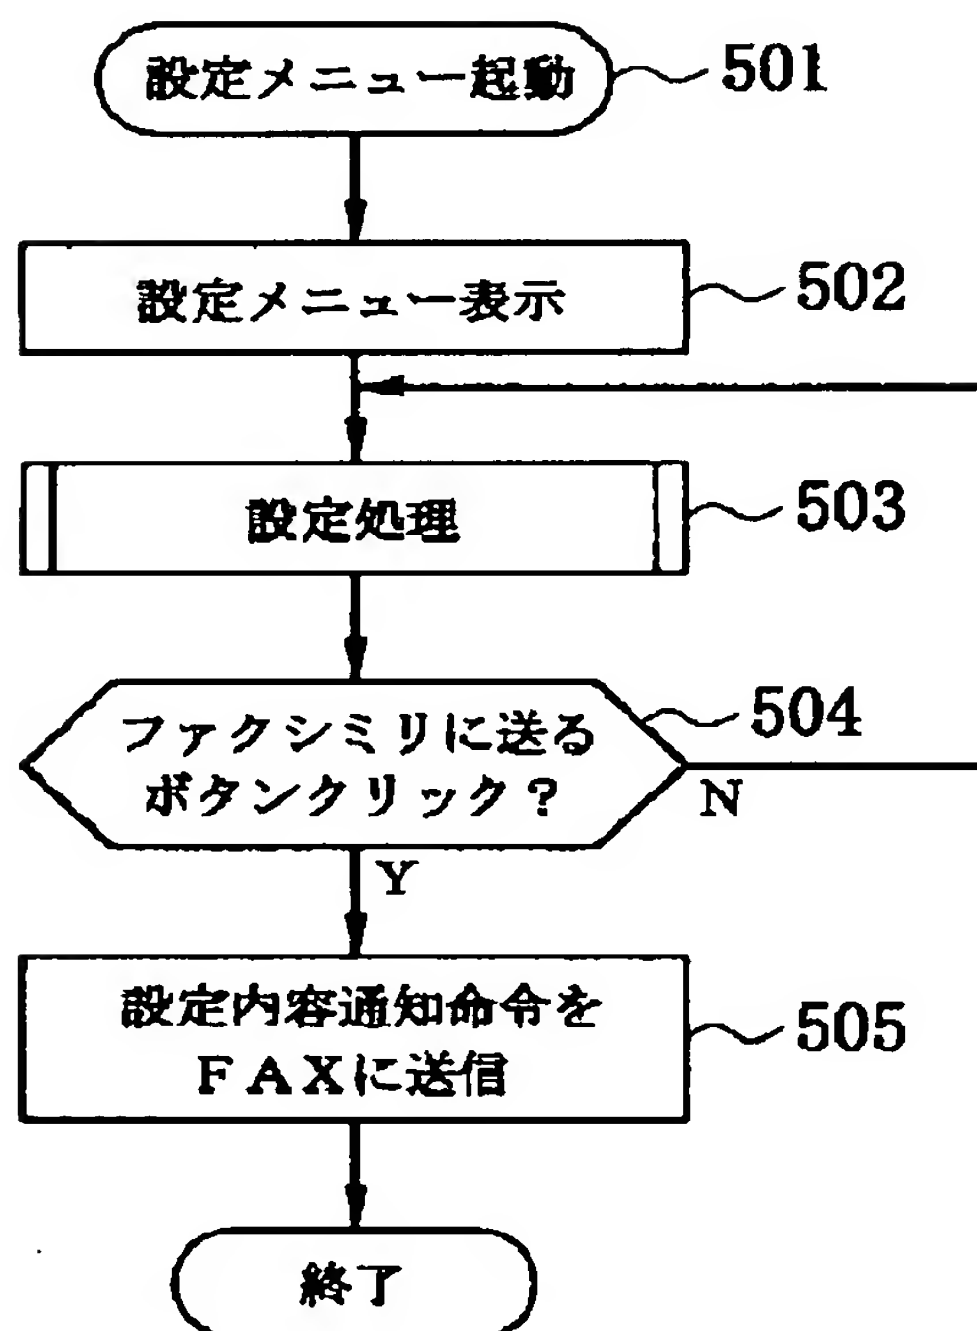 設定メニュー起動 501
設定メニュー表示 502
設定処理 503
ファクシミリに送る 504
ボタンクリック？
N
Y
設定内容通知命令を
ＦＡＸに送信 505
終了